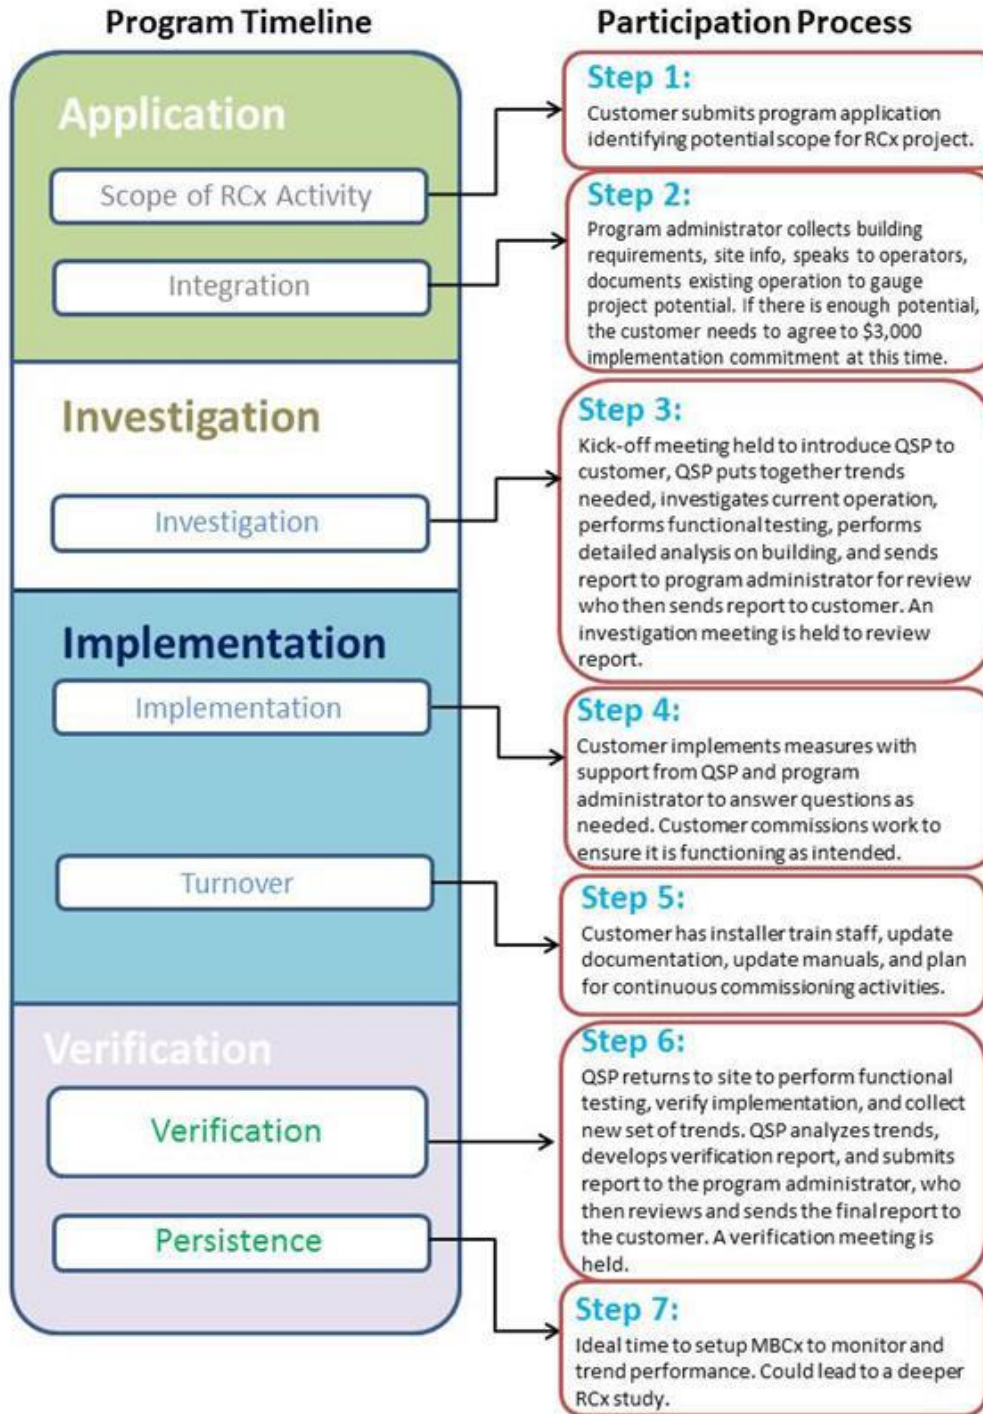 Program Timeline
Participation Process
Application
Scope of RCx Activity
Integration
Investigation
Investigation
Implementation
Implementation
Turnover
Verification
Verification
Persistence
Step 1:
Customer submits program application
identifying potential scope for RCx project.
Step 2:
Program administrator collects building
requirements, site info, speaks to operators,
documents existing operation to gauge
project potential. If there is enough potential,
the customer needs to agree to $3,000
implementation commitment at this time.
Step 3:
Kick-off meeting held to introduce QSP to
customer, QSP puts together trends
needed, investigates current operation,
performs functional testing, performs
detailed analysis on building, and sends
report to program administrator for review
who then sends report to customer. An
investigation meeting is held to review
report.
Step 4:
Customer implements measures with
support from QSP and program
administrator to answer questions as
needed. Customer commissions work to
ensure it is functioning as intended.
Step 5:
Customer has installer train staff, update
documentation, update manuals, and plan
for continuous commissioning activities.
Step 6:
QSP returns to site to perform functional
testing, verify implementation, and collect
new set of trends. QSP analyzes trends,
develops verification report, and submits
report to the program administrator, who
then reviews and sends the final report to
the customer. A verification meeting is
held.
Step 7:
Ideal time to setup MBCx to monitor and
trend performance. Could lead to a deeper
RCx study.